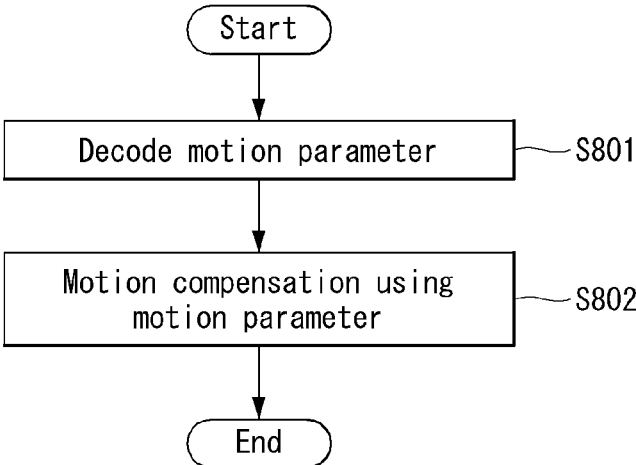 Start
Decode motion parameter
S801
Motion compensation using
motion parameter
S802
End